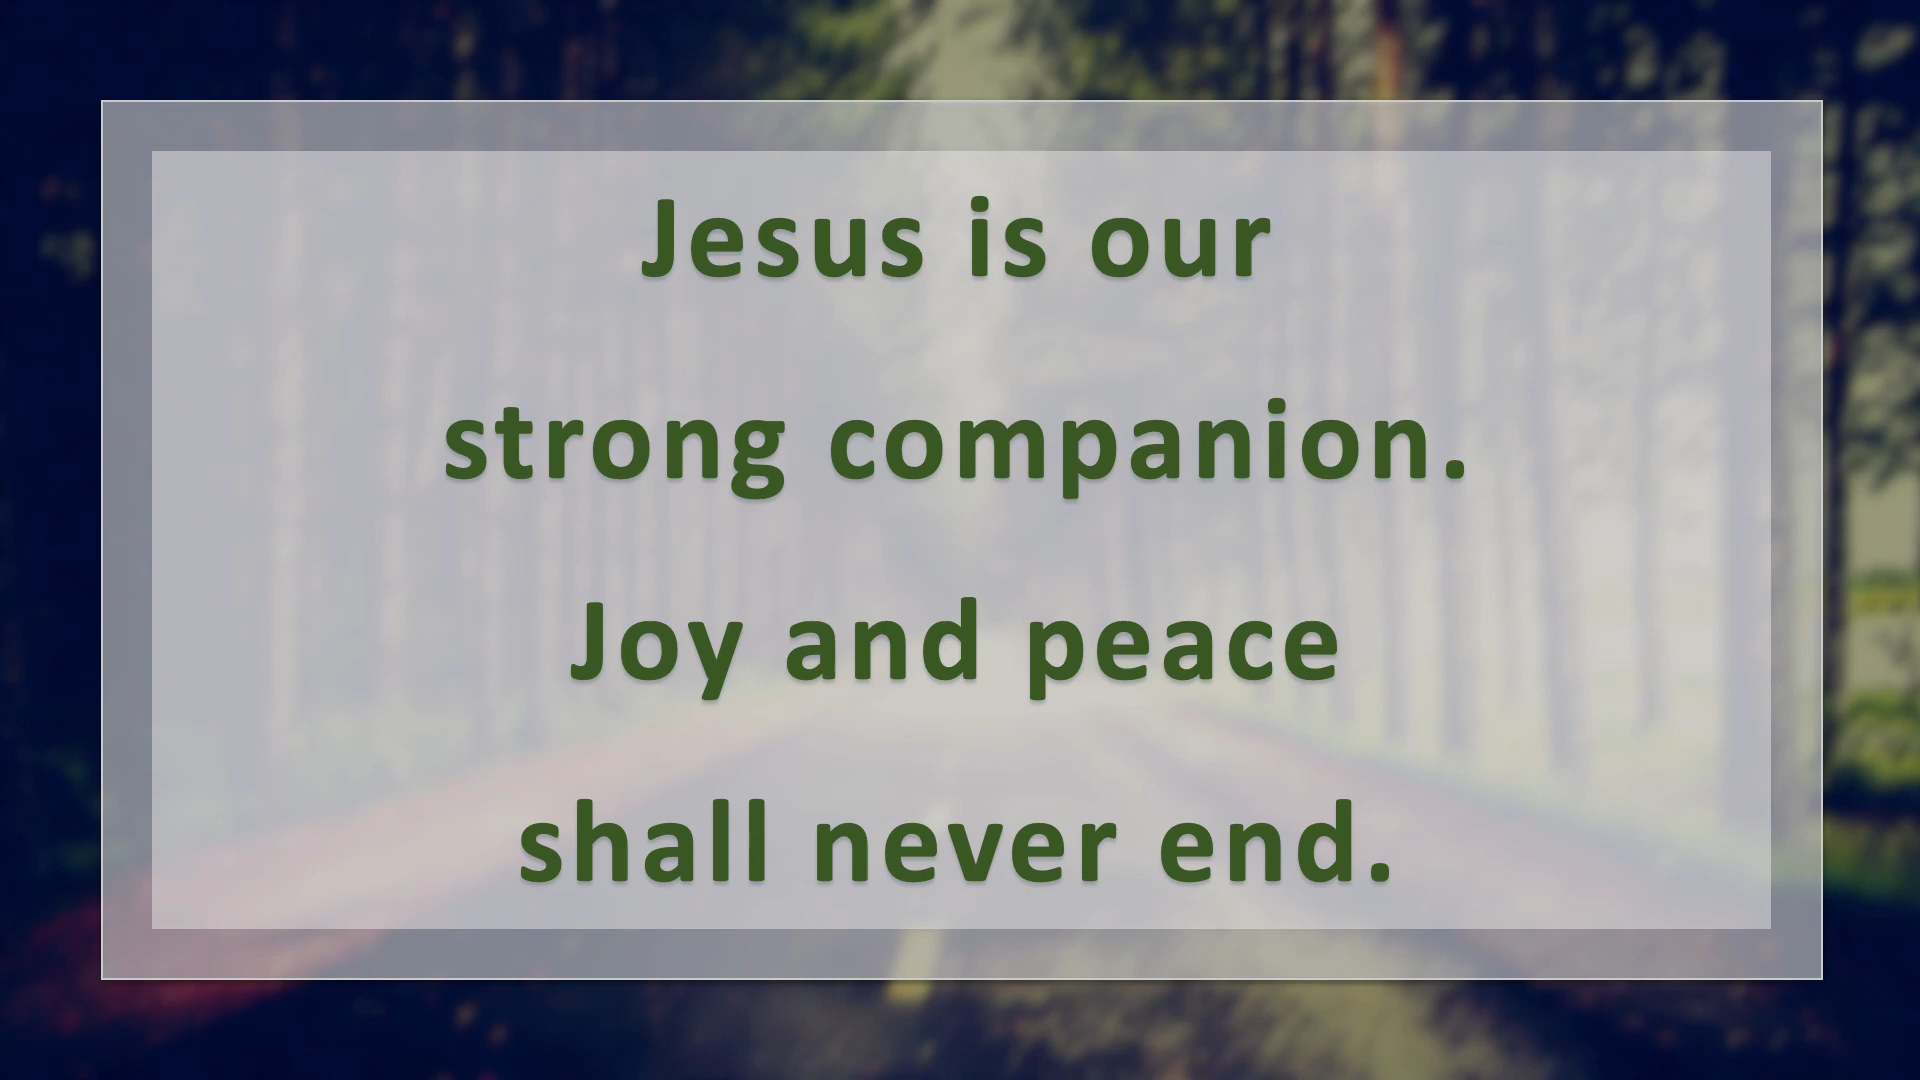 Jesus is our
strong companion.
Joy and peace
shall never end.